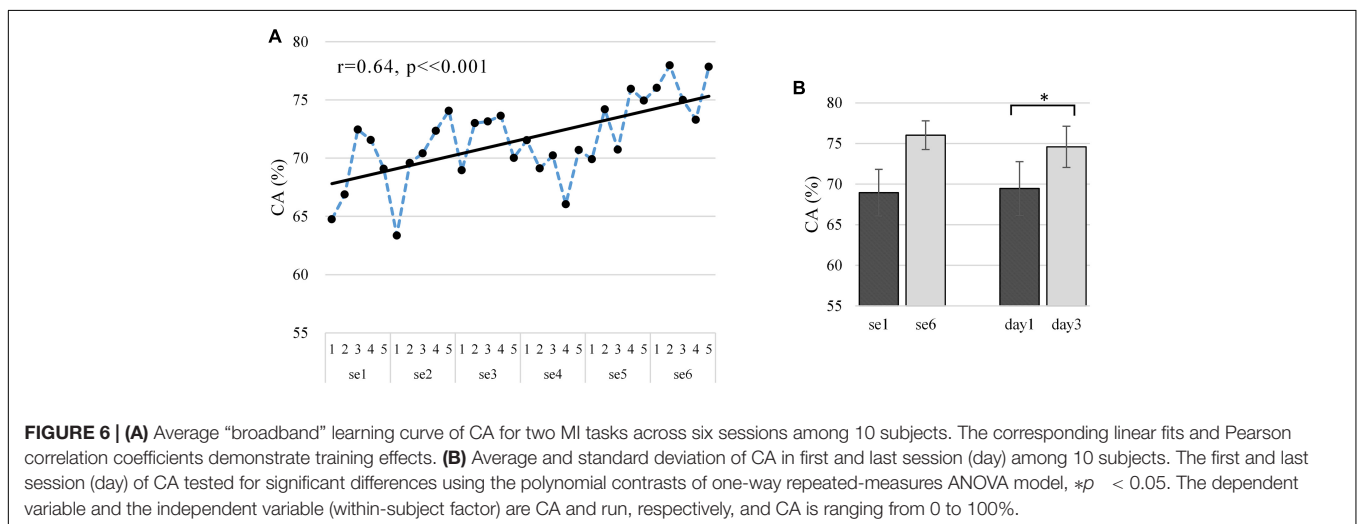 A
80
75
70
65
60
55
CA (%)
r=0.64, p<<0.001
1 2 3 4 5 1 2 3 4 5 1 2 3 4 5 1 2 3 4 5 1 2 3 4 5 1 2 3 4 5
se1 se2 se3 se4 se5 se6
B
80
75
70
65
60
55
CA (%)
*
se1 se6 day1 day3
FIGURE 6 | (A) Average “broadband” learning curve of CA for two MI tasks across six sessions among 10 subjects. The corresponding linear fits and Pearson
correlation coefficients demonstrate training effects. (B) Average and standard deviation of CA in first and last session (day) among 10 subjects. The first and last
session (day) of CA tested for significant differences using the polynomial contrasts of one-way repeated-measures ANOVA model, *p < 0.05. The dependent
variable and the independent variable (within-subject factor) are CA and run, respectively, and CA is ranging from 0 to 100%.